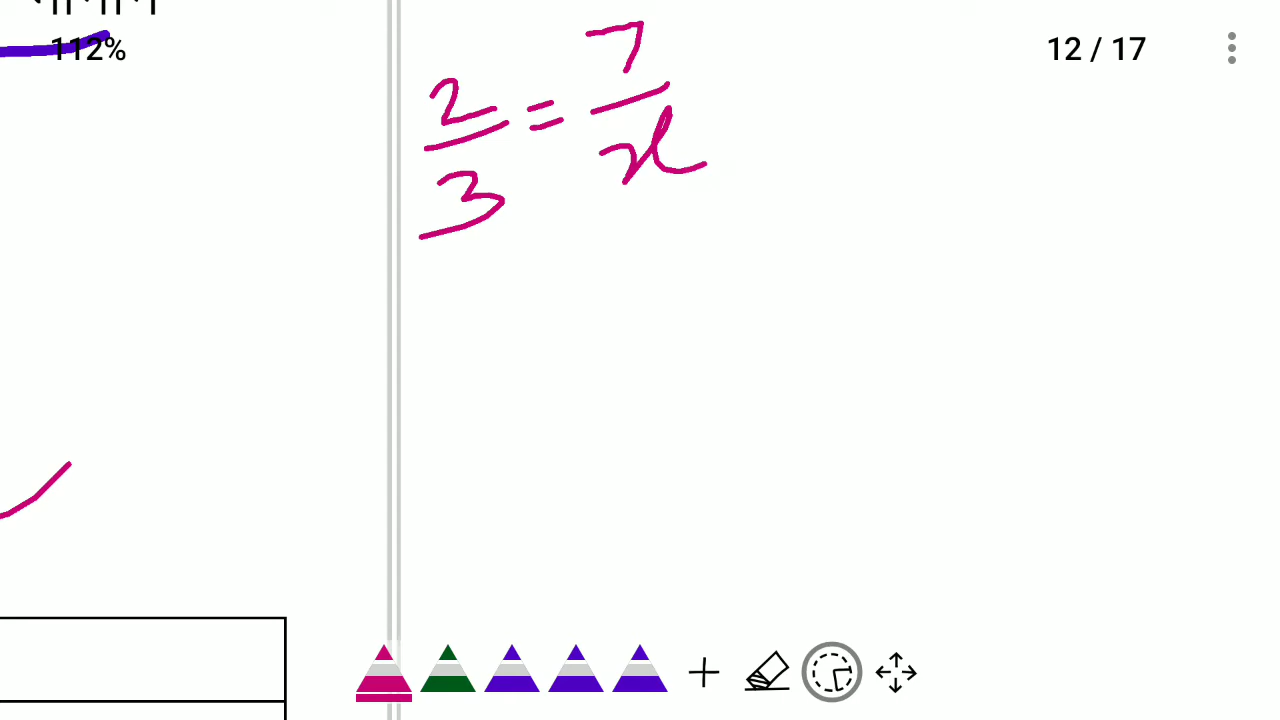 112%
12 / 17
2/3 = 7/x